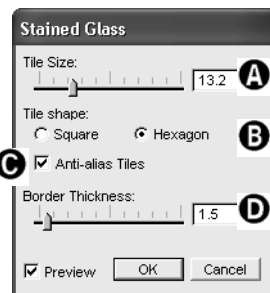 Stained Glass
Tile Size:
13.2 A
Tile shape:
Square Hexagon B
C Anti-alias Tiles
Border Thickness:
1.5 D
Preview OK Cancel